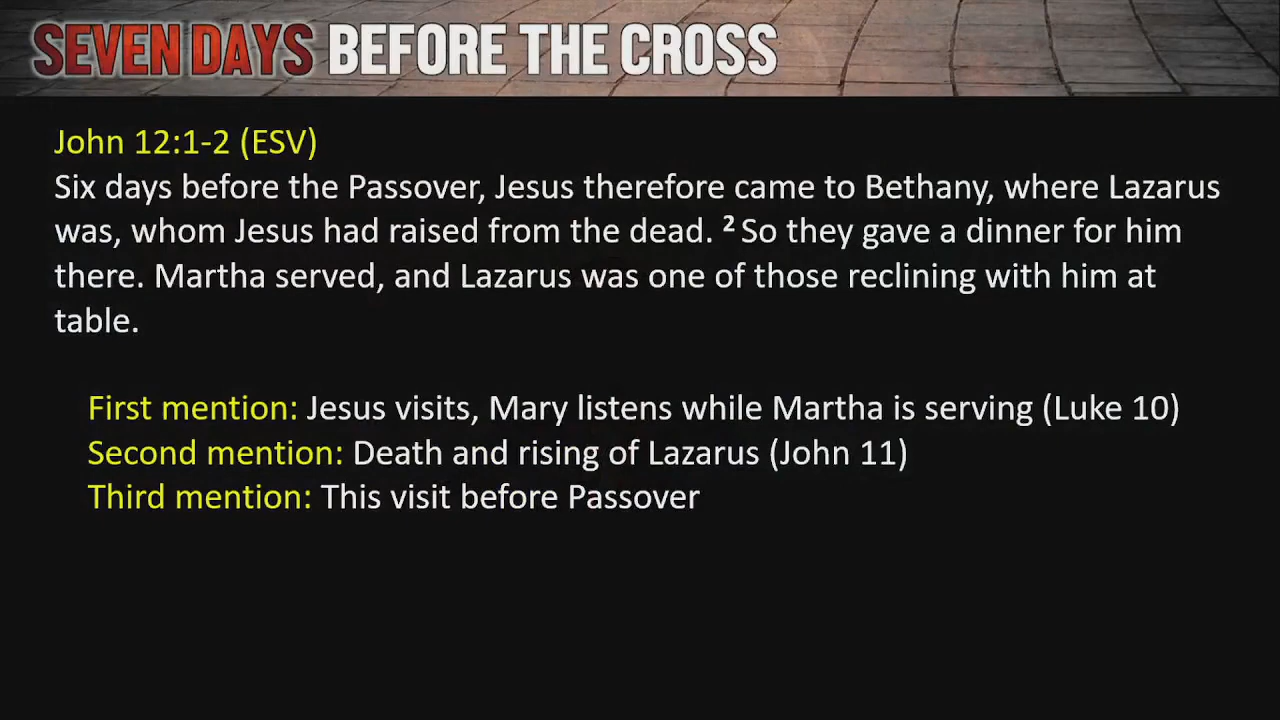 SEVEN DAYS BEFORE THE CROSS
John 12:1-2 (ESV)
Six days before the Passover, Jesus therefore came to Bethany, where Lazarus
was, whom Jesus had raised from the dead. ² So they gave a dinner for him
there. Martha served, and Lazarus was one of those reclining with him at
table.
First mention: Jesus visits, Mary listens while Martha is serving (Luke 10)
Second mention: Death and rising of Lazarus (John 11)
Third mention: This visit before Passover